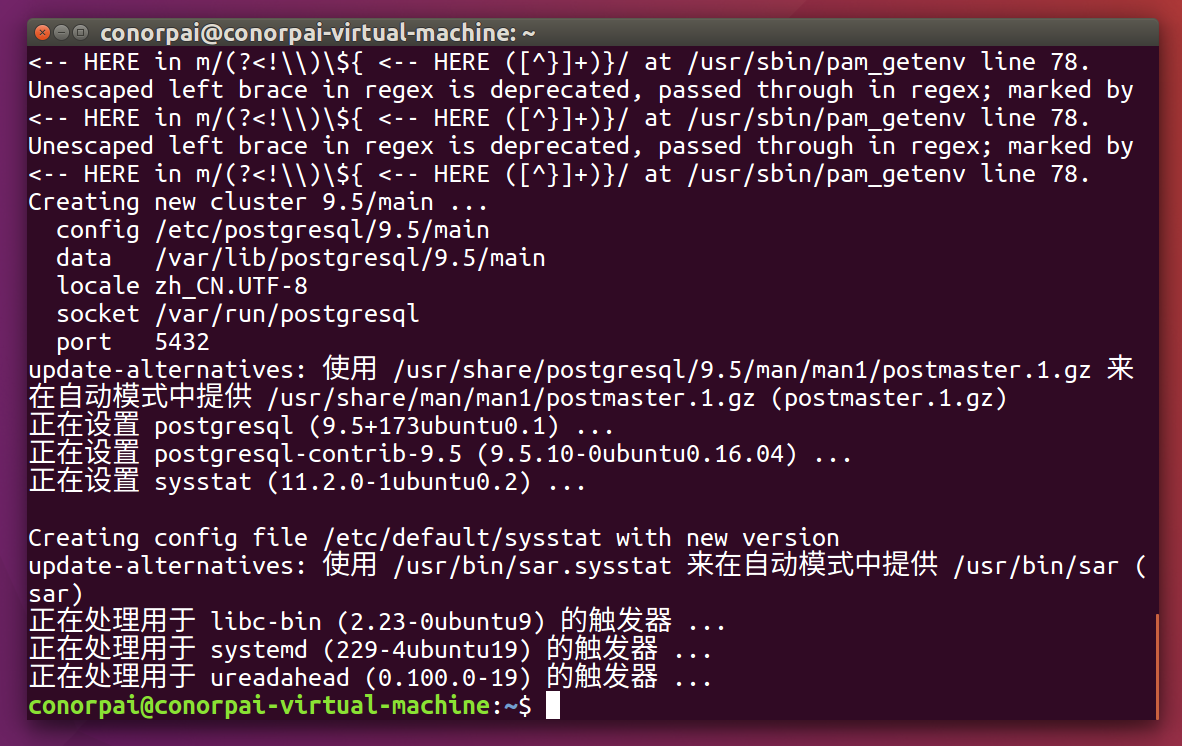 conorpai@conorpai-virtual-machine: ~
<-- HERE in m/(?<!\\)\${ <-- HERE ([^}]+)}/ at /usr/sbin/pam_getenv line 78.
Unescaped left brace in regex is deprecated, passed through in regex; marked by
<-- HERE in m/(?<!\\)\${ <-- HERE ([^}]+)}/ at /usr/sbin/pam_getenv line 78.
Unescaped left brace in regex is deprecated, passed through in regex; marked by
<-- HERE in m/(?<!\\)\${ <-- HERE ([^}]+)}/ at /usr/sbin/pam_getenv line 78.
Creating new cluster 9.5/main ...
  config /etc/postgresql/9.5/main
  data   /var/lib/postgresql/9.5/main
  locale zh_CN.UTF-8
  socket /var/run/postgresql
  port   5432
update-alternatives: 使用 /usr/share/postgresql/9.5/man/man1/postmaster.1.gz 来
在自动模式中提供 /usr/share/man/man1/postmaster.1.gz (postmaster.1.gz)
正在设置 postgresql (9.5+173ubuntu0.1) ...
正在设置 postgresql-contrib-9.5 (9.5.10-0ubuntu0.16.04) ...
正在设置 sysstat (11.2.0-1ubuntu0.2) ...

Creating config file /etc/default/sysstat with new version
update-alternatives: 使用 /usr/bin/sar.sysstat 来在自动模式中提供 /usr/bin/sar (
sar)
正在处理用于 libc-bin (2.23-0ubuntu9) 的触发器 ...
正在处理用于 systemd (229-4ubuntu19) 的触发器 ...
正在处理用于 ureadahead (0.100.0-19) 的触发器 ...
conorpai@conorpai-virtual-machine:~$